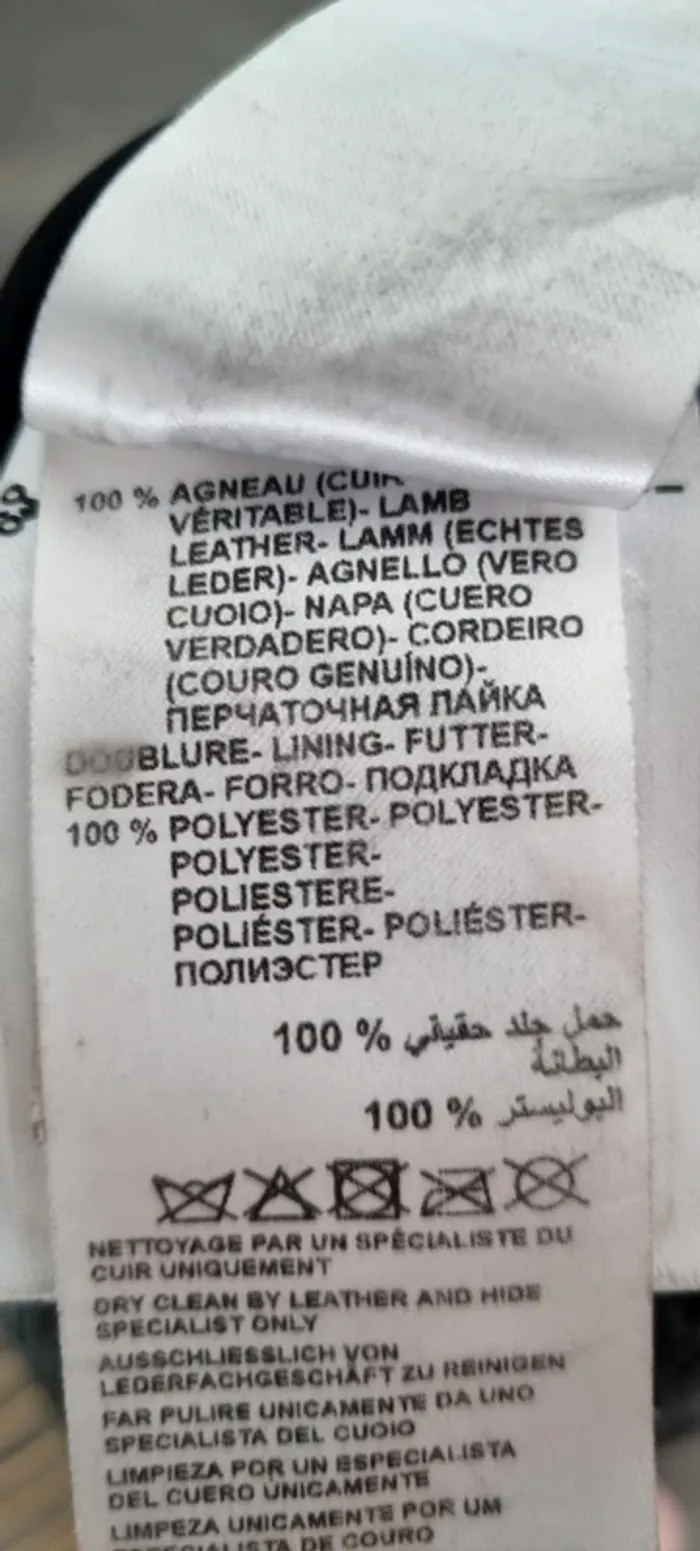 100 % AGNEAU (CUIR
VÉRITABLE)- LAMB
LEATHER- LAMM (ECHTES
LEDER)- AGNELLO (VERO
CUOIO)- NAPA (CUERO
VERDADERO)- CORDEIRO
(COURO GENUÍNO)-
ПЕРЧАТОЧНАЯ ЛАЙКА
DOUBLURE- LINING- FUTTER-
FODERA- FORRO- ПОДКЛАДКА
100 % POLYESTER- POLYESTER-
POLYESTER-
POLIESTERE-
POLIÉSTER- POLIÉSTER-
ПОЛИЭСТЕР
حمل جلد حقيقي % 100
البطانة
البوليستر % 100
NETTOYAGE PAR UN SPÉCIALISTE DU
CUIR UNIQUEMENT
DRY CLEAN BY LEATHER AND HIDE
SPECIALIST ONLY
AUSSCHLIESSLICH VON
LEDERFACHGESCHÄFT ZU REINIGEN
FAR PULIRE UNICAMENTE DA UNO
SPECIALISTA DEL CUOIO
LIMPIEZA POR UN ESPECIALISTA
DEL CUERO ÚNICAMENTE
LIMPEZA UNICAMENTE POR UM
ESPECIALISTA DE COURO